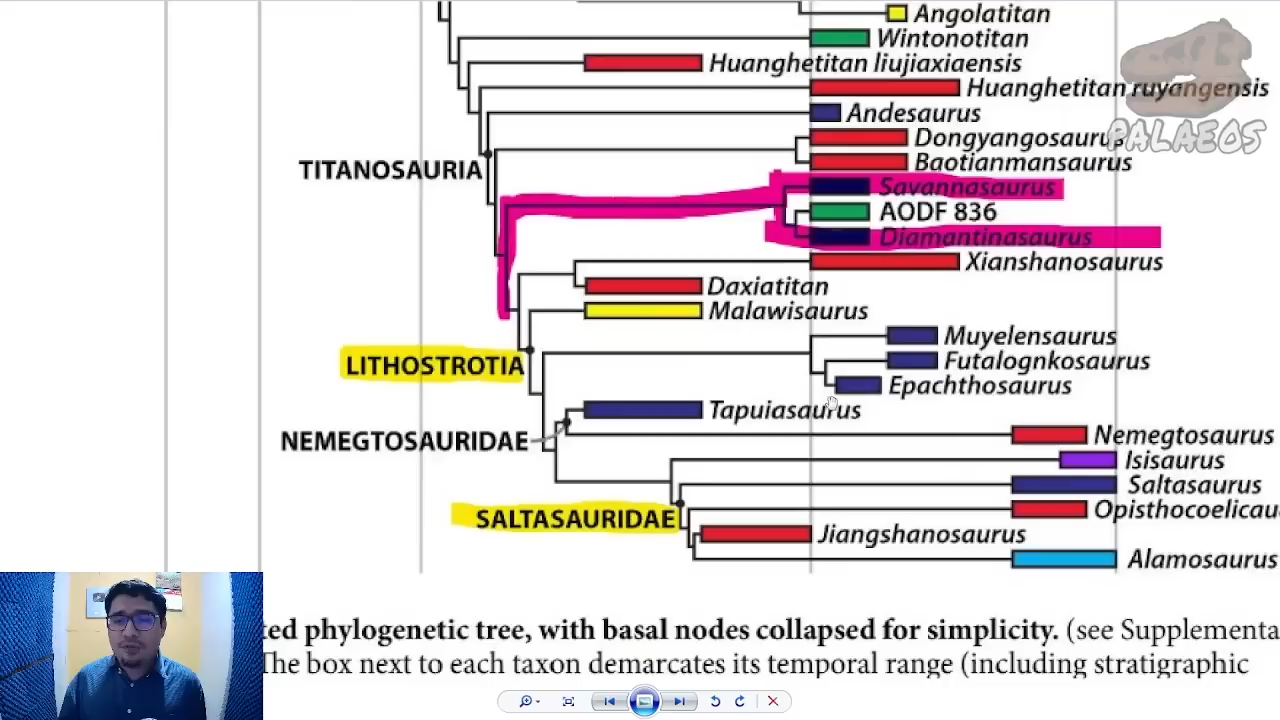 Angolatitan
Wintonotitan
Huanghetitan liujiaxiaensis
Huanghetitan ruyangensis
PALAEOS
Andesaurus
Dongyangosaurus
TITANOSAURIA
Baotianmansaurus
Savannasaurus
AODF 836
Diamantinasaurus
Xianshanosaurus
Daxiatitan
Malawisaurus
Muyelensaurus
LITHOSTROTIA
Futalognkosaurus
Epachthosaurus
Tapuiasaurus
NEMEGTOSAURIDAE
Nemegtosaurus
Isisaurus
Saltasaurus
SALTASAURIDAE
Opisthocoelicau
Jiangshanosaurus
Alamosaurus
ted phylogenetic tree, with basal nodes collapsed for simplicity. (see Supplementa
The box next to each taxon demarcates its temporal range (including stratigraphic